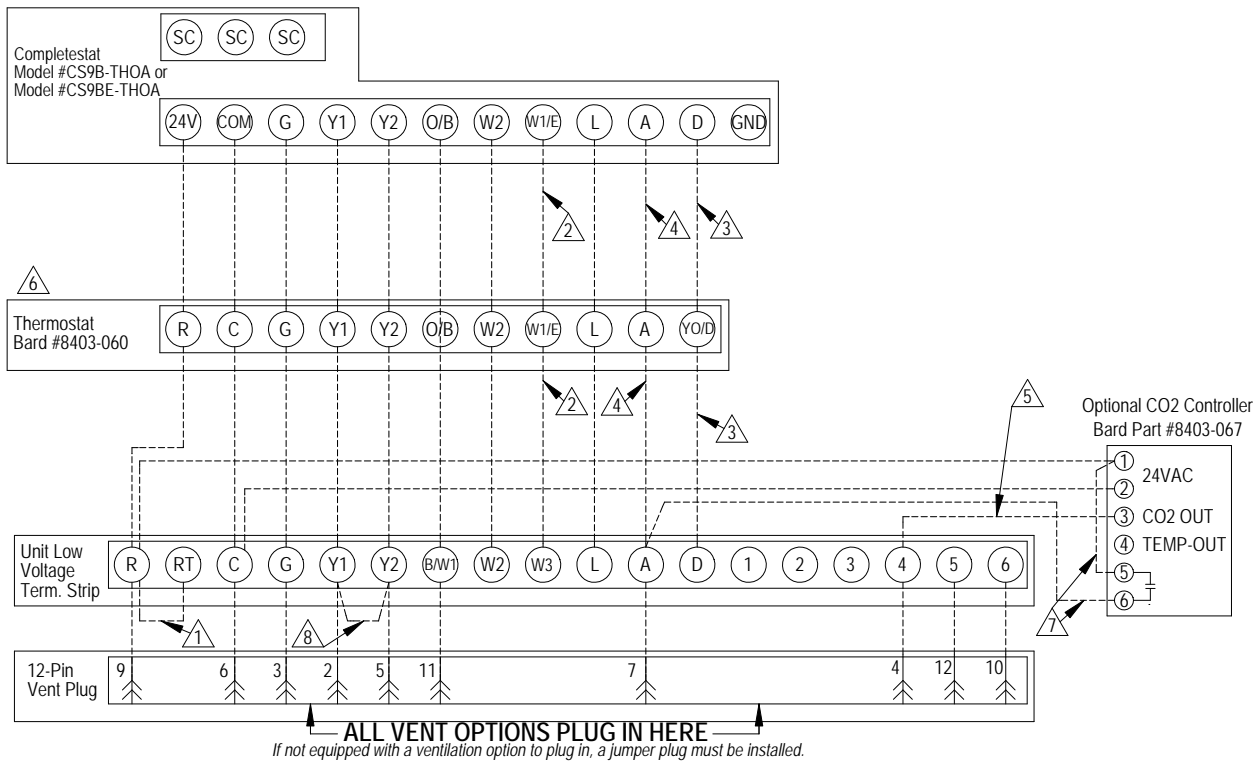 SC SC SC
Completestat
Model #CS9B-THOA or
Model #CS9BE-THOA
24V COM G Y1 Y2 O/B W2 W1/E L A D GND
2 4 3
6
Thermostat
Bard #8403-060
R C G Y1 Y2 O/B W2 W1/E L A YO/D
2 4 3
5
Optional CO2 Controller
Bard Part #8403-067
1
24VAC
2
3 CO2 OUT
4 TEMP-OUT
5
6
7
Unit Low
Voltage
Term. Strip
R RT C G Y1 Y2 B/W1 W2 W3 L A D 1 2 3 4 5 6
1 8
12-Pin
Vent Plug
9 6 3 2 5 11 7 4 12 10
ALL VENT OPTIONS PLUG IN HERE
If not equipped with a ventilation option to plug in, a jumper plug must be installed.